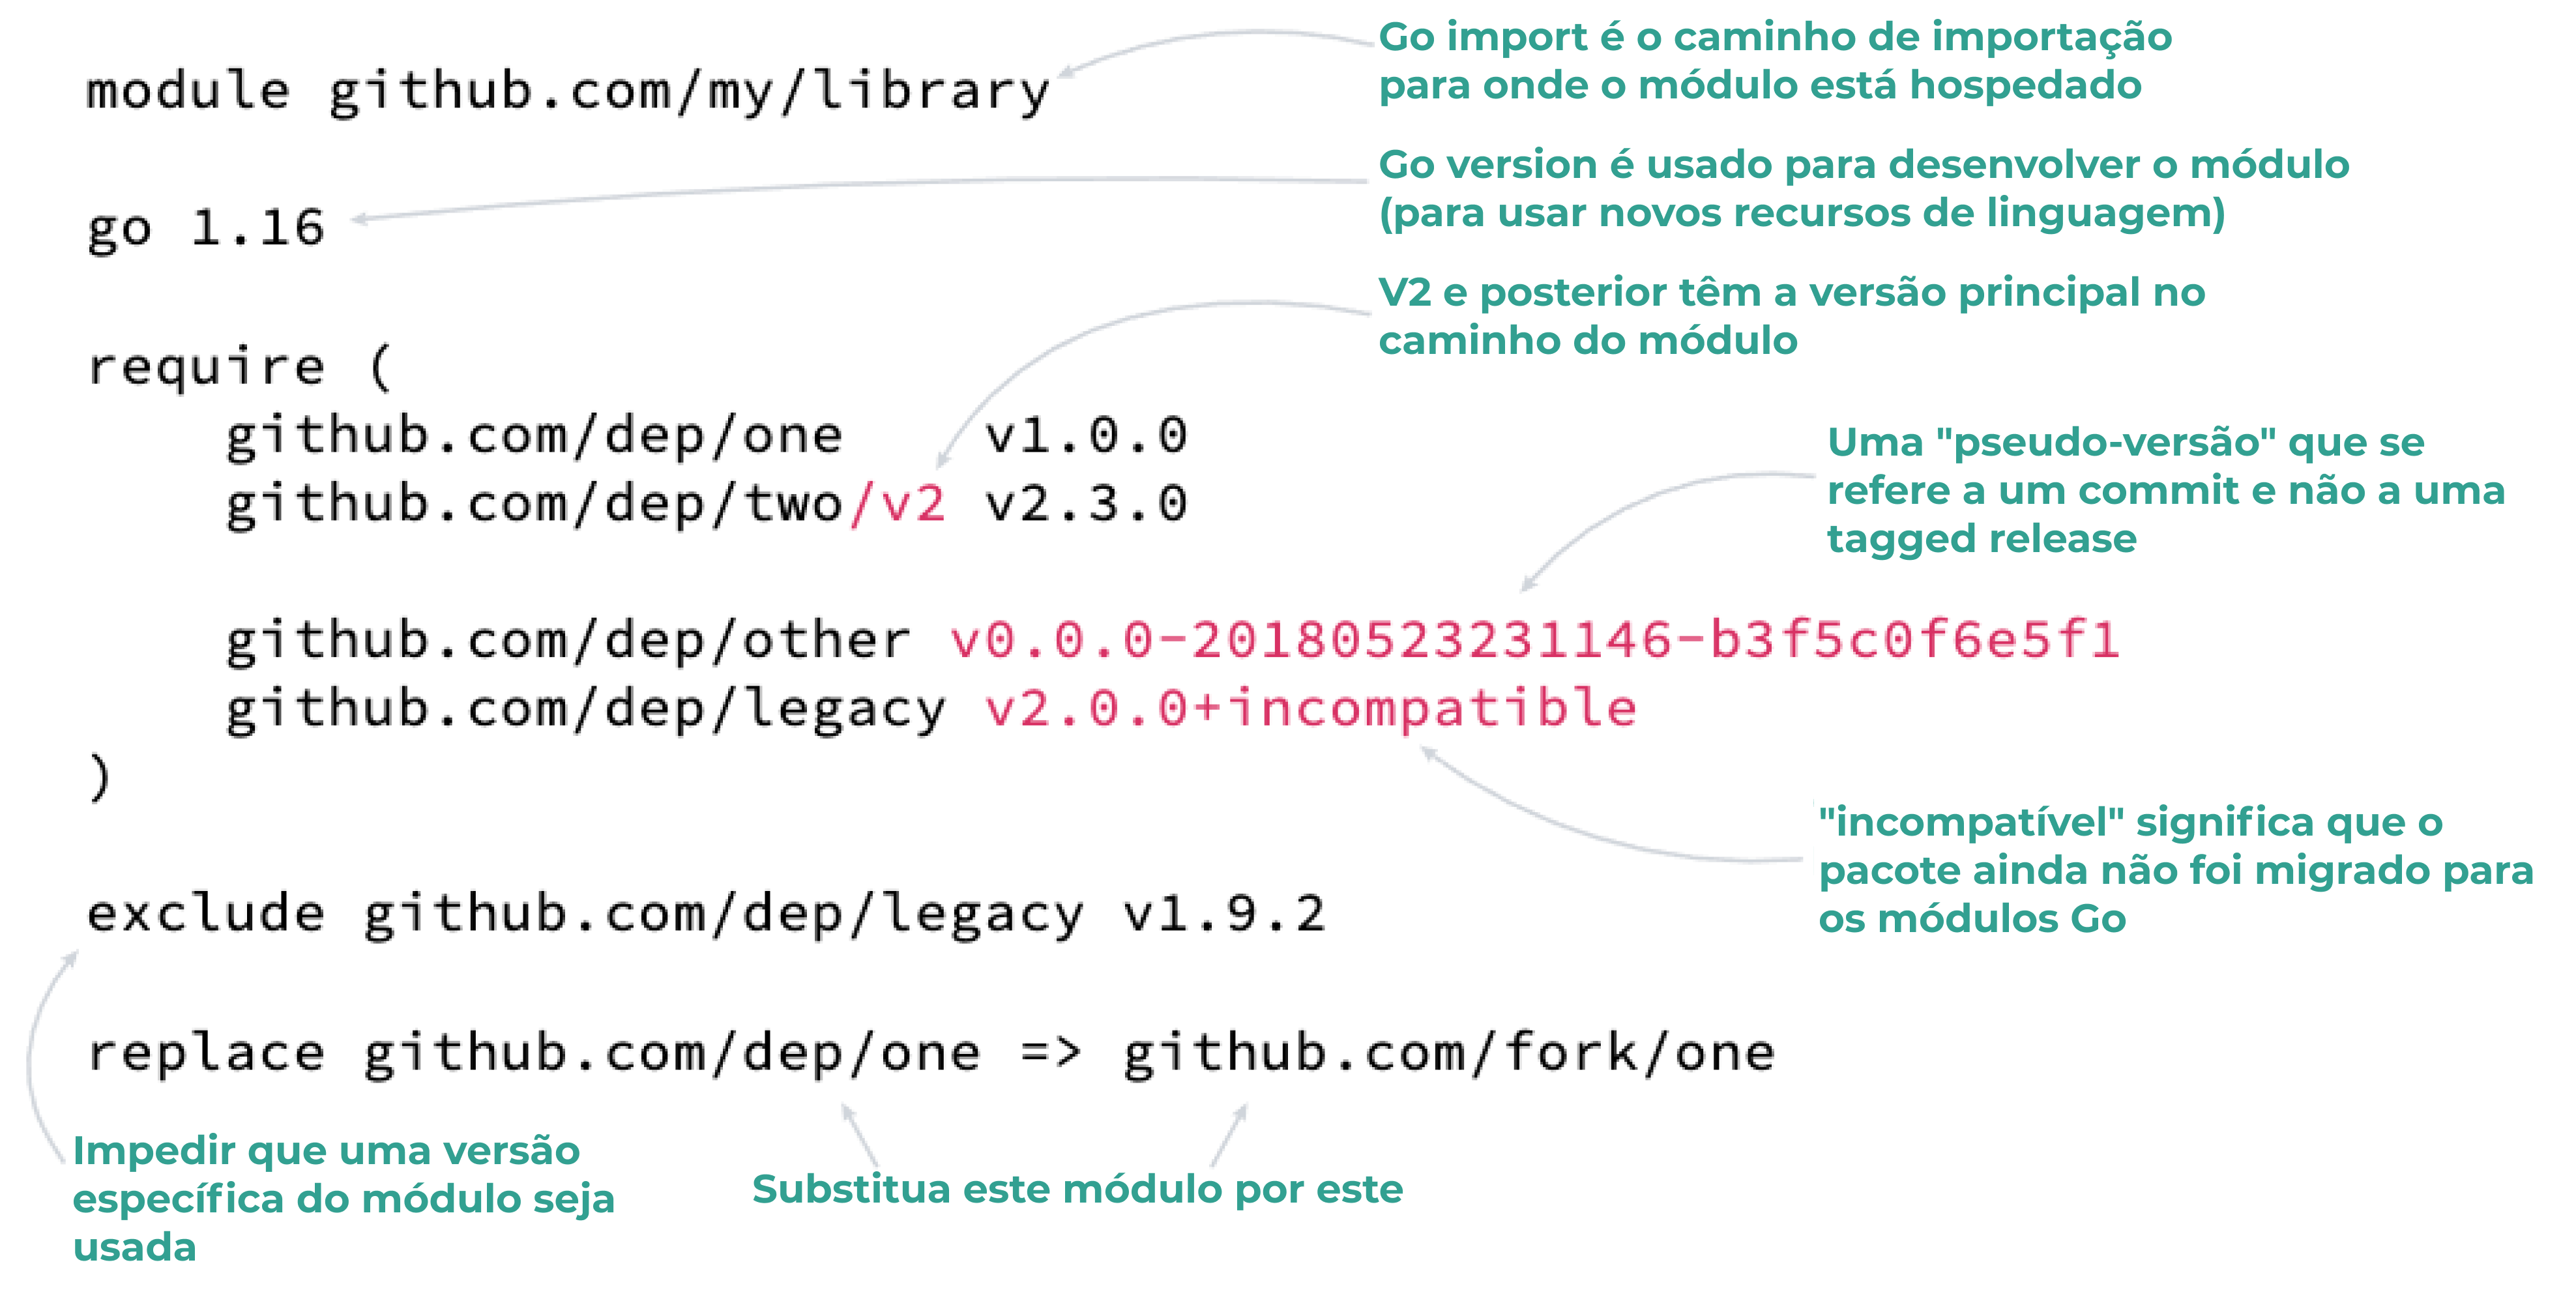 Go import é o caminho de importação
para onde o módulo está hospedado
module github.com/my/library
Go version é usado para desenvolver o módulo
(para usar novos recursos de linguagem)
go 1.16
V2 e posterior têm a versão principal no
caminho do módulo
require (
github.com/dep/one v1.0.0
github.com/dep/two/v2 v2.3.0
Uma "pseudo-versão" que se
refere a um commit e não a uma
tagged release
github.com/dep/other v0.0.0-20180523231146-b3f5c0f6e5f1
github.com/dep/legacy v2.0.0+incompatible
)
"incompatível" significa que o
pacote ainda não foi migrado para
os módulos Go
exclude github.com/dep/legacy v1.9.2
replace github.com/dep/one => github.com/fork/one
Impedir que uma versão
específica do módulo seja
usada
Substitua este módulo por este